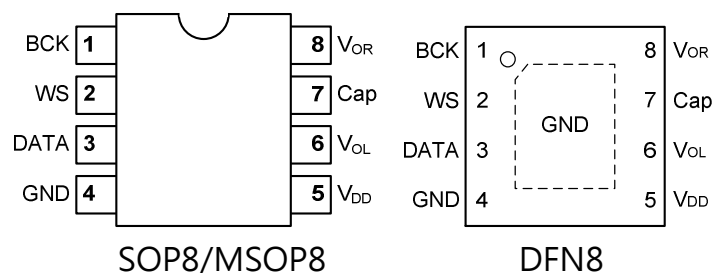 BCK 1 8 VOR
WS 2 7 Cap
DATA 3 6 VOL
GND 4 5 VDD
SOP8/MSOP8
BCK 1 8 VOR
WS 2 7 Cap
GND
DATA 3 6 VOL
GND 4 5 VDD
DFN8